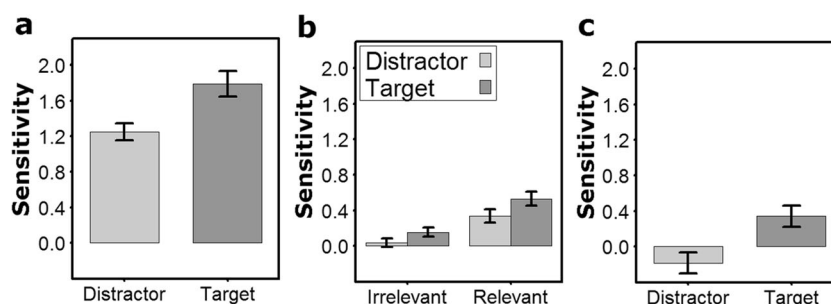 a
Sensitivity
2.0
1.6
1.2
0.8
0.4
0.0
Distractor
Target
b
Sensitivity
2.0
1.6
1.2
0.8
0.4
0.0
Distractor
Target
Irrelevant
Relevant
c
Sensitivity
2.0
1.6
1.2
0.8
0.4
0.0
Distractor
Target